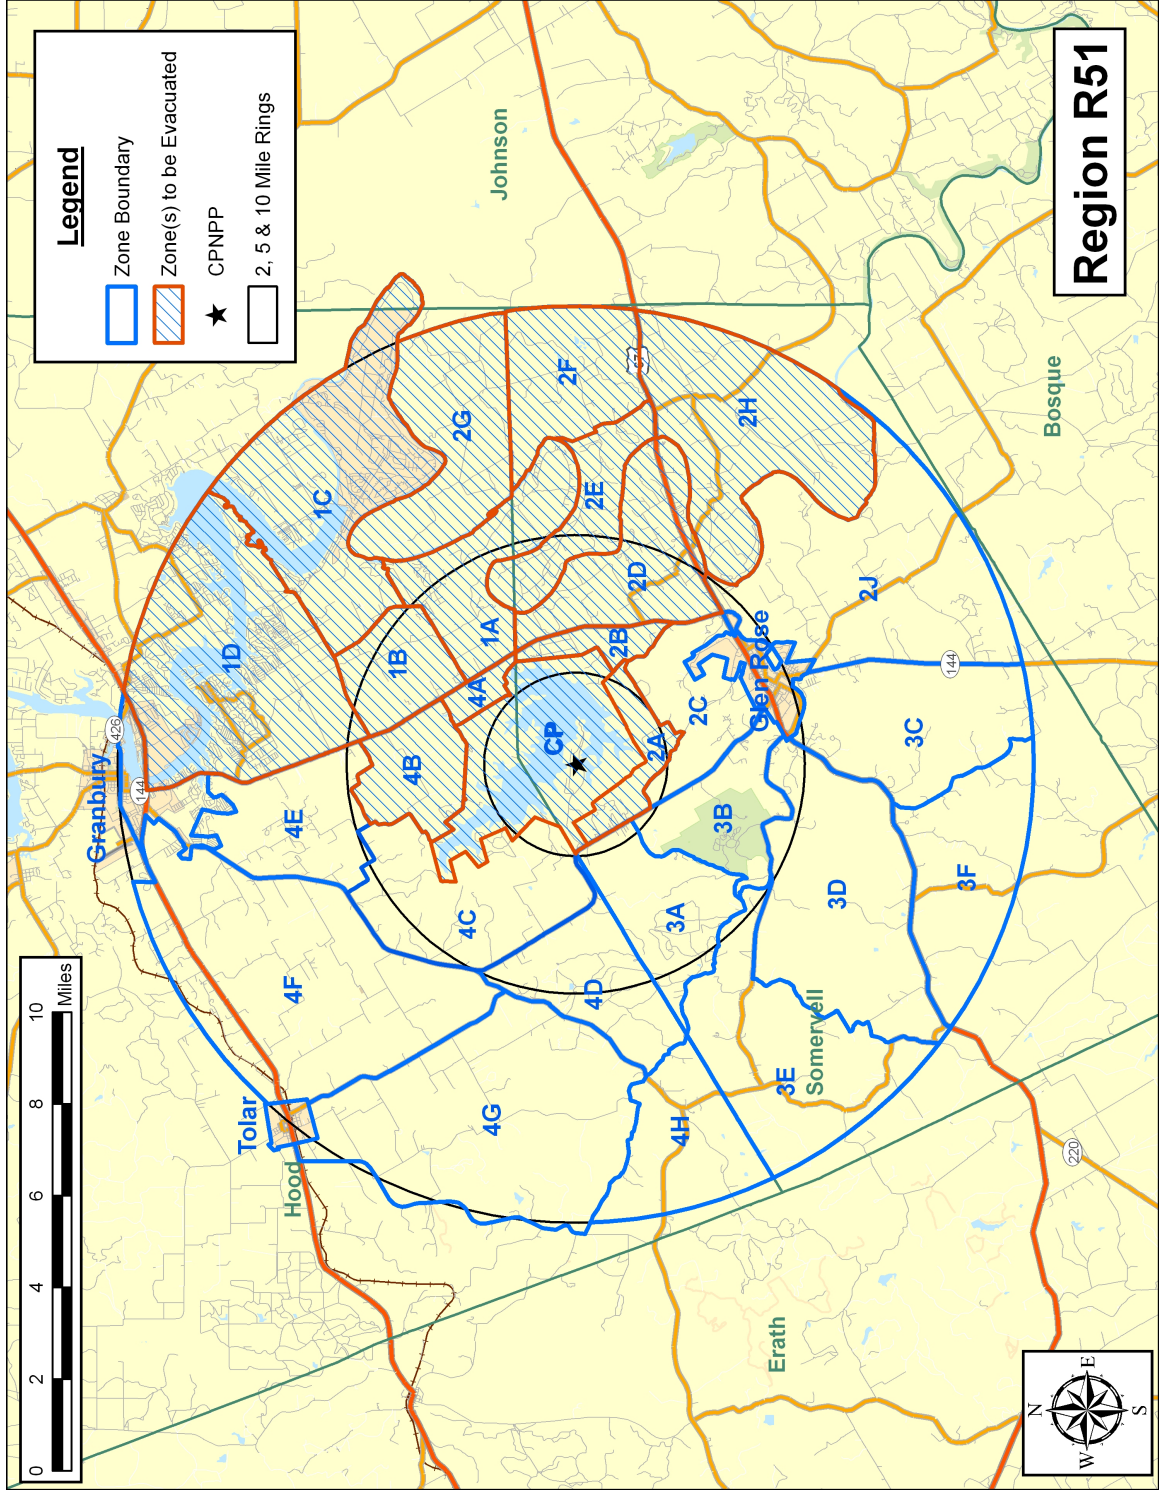 Legend
Zone Boundary
Zone(s) to be Evacuated
CPNPP
2, 5 & 10 Mile Rings
Region R51
0 2 4 6 8 10
Miles
N
W E
S
Granbury
Tolar
Glen Rose
Hood
Johnson
Bosque
Somervell
Erath
426
144
67
144
220
CP
1A
1B
1C
1D
2A
2B
2C
2D
2E
2F
2G
2H
2J
3A
3B
3C
3D
3E
3F
4A
4B
4C
4D
4E
4F
4G
4H